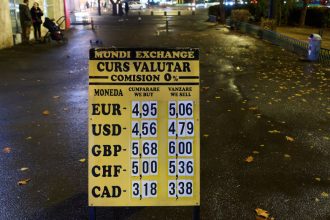 MUNDI EXCHANGE
CURS VALUTAR
COMISION 0%
MONEDA CUMPARARE VANZARE
WE BUY WE SELL
EUR- 4,95 5,06
USD- 4,56 4,79
GBP- 5,68 6,00
CHF- 5,00 5,36
CAD- 3,18 3,38